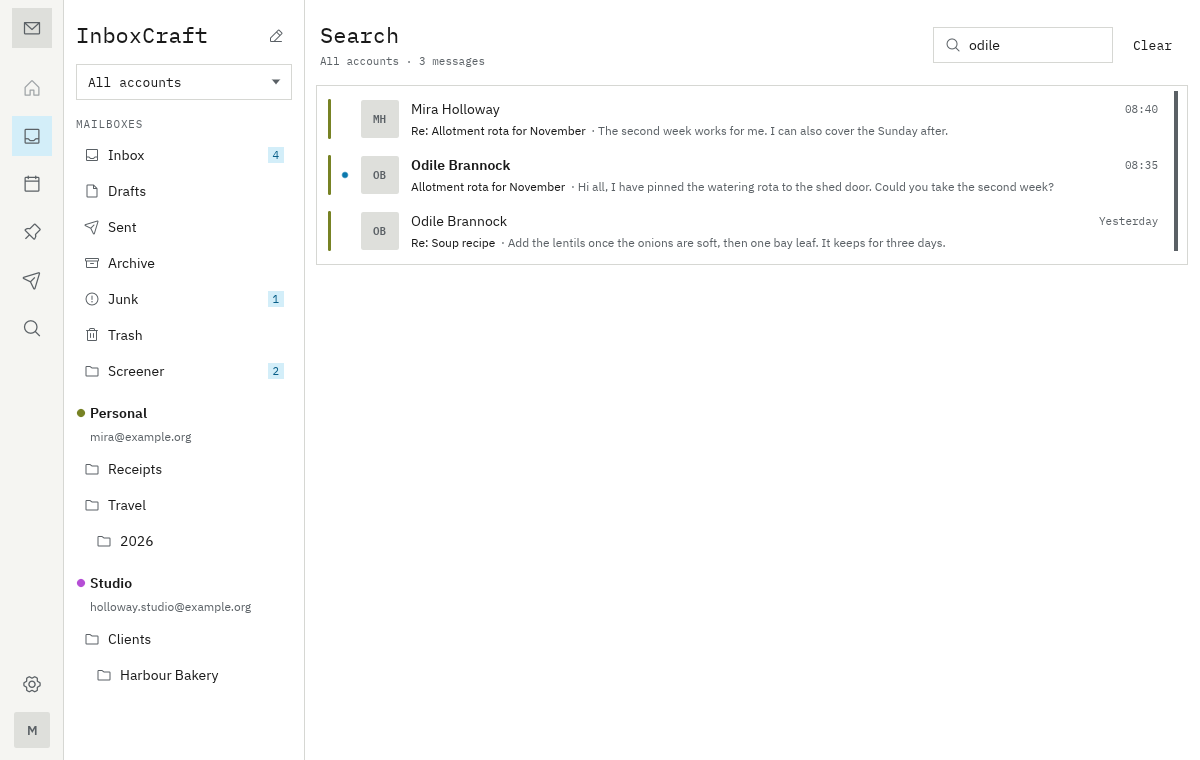 InboxCraft
All accounts
MAILBOXES
Inbox 4
Drafts
Sent
Archive
Junk 1
Trash
Screener 2
Personal
mira@example.org
Receipts
Travel
2026
Studio
holloway.studio@example.org
Clients
Harbour Bakery
M
Search
All accounts · 3 messages
odile
Clear
MH
Mira Holloway 08:40
Re: Allotment rota for November · The second week works for me. I can also cover the Sunday after.
OB
Odile Brannock 08:35
Allotment rota for November · Hi all, I have pinned the watering rota to the shed door. Could you take the second week?
OB
Odile Brannock Yesterday
Re: Soup recipe · Add the lentils once the onions are soft, then one bay leaf. It keeps for three days.